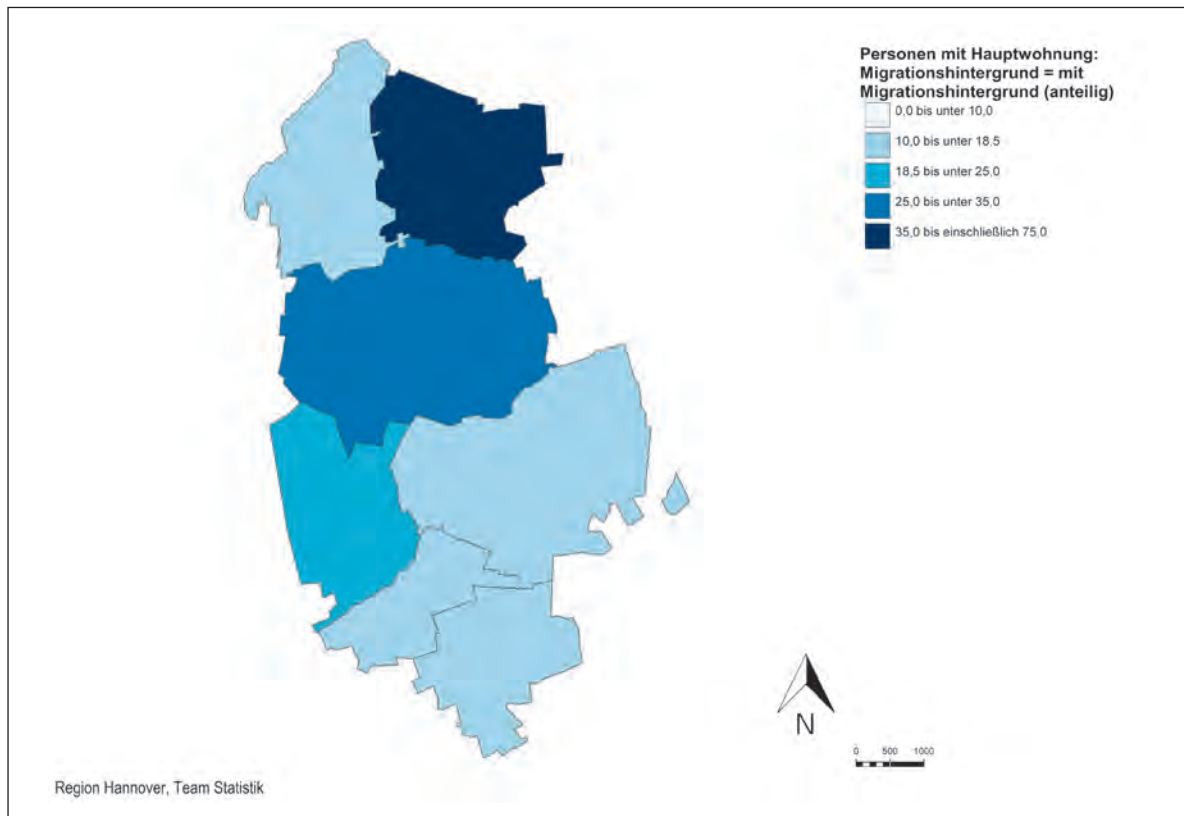 Personen mit Hauptwohnung:
Migrationshintergrund = mit
Migrationshintergrund (anteilig)
0,0 bis unter 10,0
10,0 bis unter 18,5
18,5 bis unter 25,0
25,0 bis unter 35,0
35,0 bis einschließlich 75,0
N
0 500 1000
Region Hannover, Team Statistik